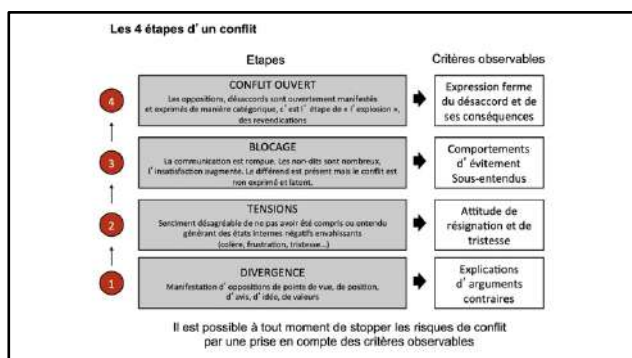 Les 4 étapes d'un conflit
Etapes
Critères observables
4
CONFLIT OUVERT
Les oppositions, désaccords sont ouvertement manifestés
et exprimés de manière catégorique, c'est l'étape de « l'explosion »,
des revendications
Expression ferme
du désaccord et de
ses conséquences
3
BLOCAGE
La communication est rompue. Les non-dits sont nombreux,
l'insatisfaction augmente. Le différend est présent mais le conflit est
non exprimé et latent.
Comportements
d'évitement
Sous-entendus
2
TENSIONS
Sentiment désagréable de ne pas avoir été compris ou entendu
générant des états internes négatifs envahissants
(colère, frustration, tristesse...)
Attitude de
résignation et de
tristesse
1
DIVERGENCE
Manifestation d'oppositions de points de vue, de position,
d'avis, d'idée, de valeurs
Explications
d'arguments
contraires
Il est possible à tout moment de stopper les risques de conflit
par une prise en compte des critères observables